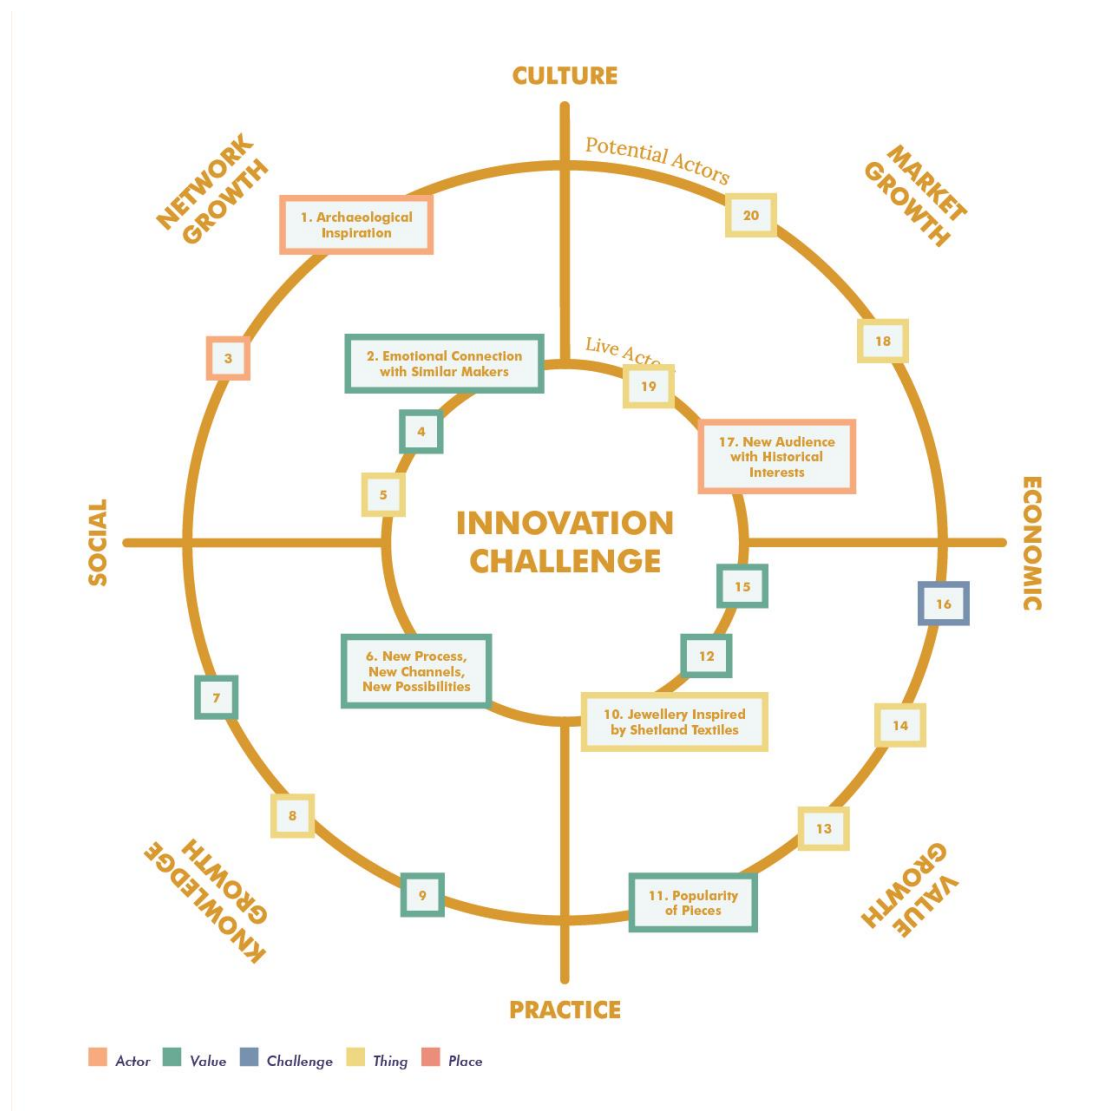 CULTURE
NETWORK
GROWTH
MARKET
GROWTH
Potential Actors
1. Archaeological
Inspiration
20
18
3
Live
2. Emotional Connection
with Similar Makers
19
4
17. New Audience
with Historical
Interests
5
SOCIAL
INNOVATION
CHALLENGE
ECONOMIC
15
16
12
6. New Process,
New Channels,
New Possibilities
7
10. Jewellery Inspired
by Shetland Textiles
14
8
13
9
11. Popularity
of Pieces
KNOWLEDGE
GROWTH
VALUE
GROWTH
PRACTICE
Actor
Value
Challenge
Thing
Place